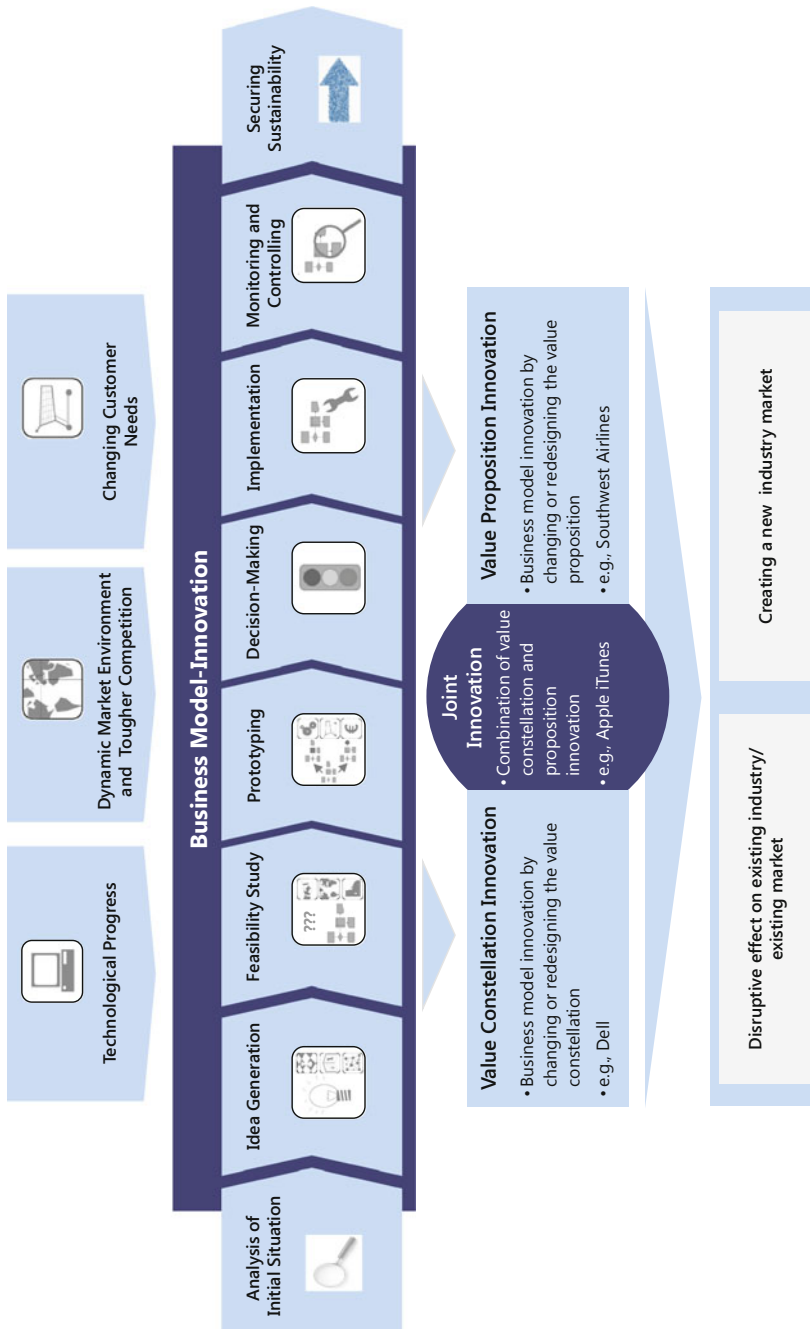 Technological Progress
Dynamic Market Environment
and Tougher Competition
Changing Customer
Needs
Business Model-Innovation
Analysis of
Initial Situation
Idea Generation
Feasibility Study
???
Prototyping
€
Decision-Making
Implementation
Monitoring and
Controlling
Securing
Sustainability
Value Constellation Innovation
• Business model innovation by
changing or redesigning the value
constellation
• e.g., Dell
Joint
Innovation
• Combination of value
constellation and
proposition
innovation
• e.g., Apple iTunes
Value Proposition Innovation
• Business model innovation by
changing or redesigning the value
proposition
• e.g., Southwest Airlines
Disruptive effect on existing industry/
existing market
Creating a new industry market